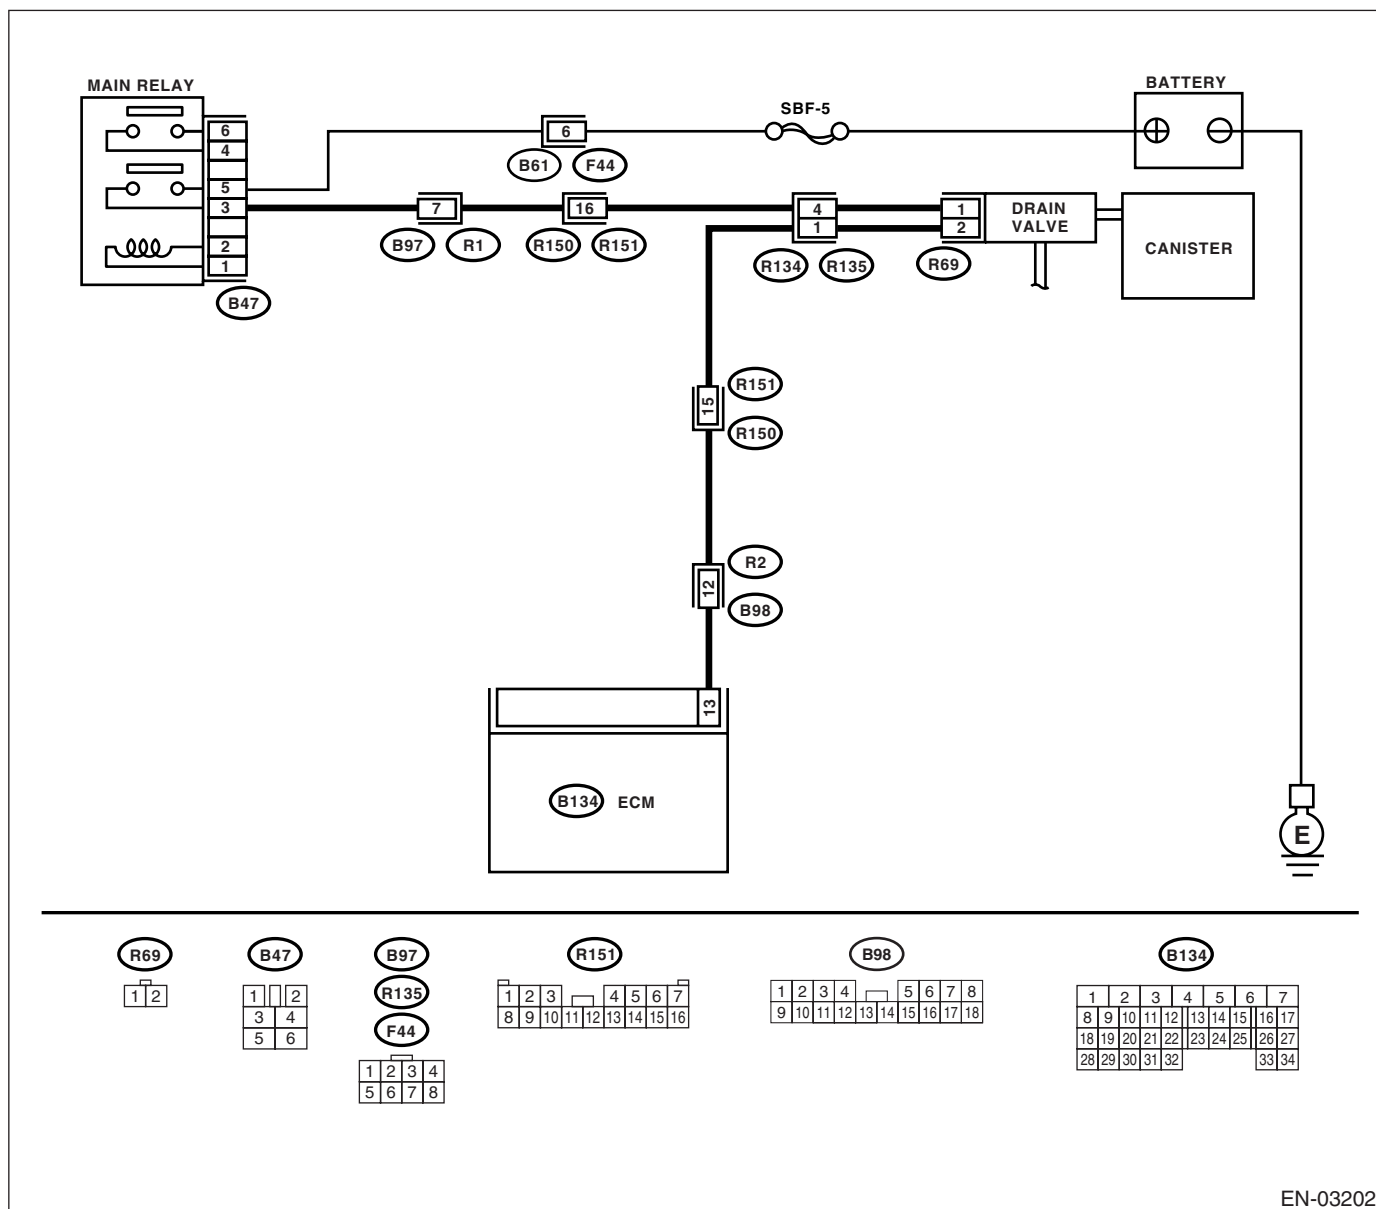 MAIN RELAY
BATTERY
SBF-5
6
4
5
3
2
1
B47
6
B61 F44
7
B97 R1
16
R150 R151
4
1
R134 R135
1
2
R69
DRAIN
VALVE
CANISTER
15
R151
R150
12
R2
B98
13
B134 ECM
E
R69
1 2
B47
1 2
3 4
5 6
B97
R135
F44
1 2 3 4
5 6 7 8
R151
1 2 3 4 5 6 7
8 9 10 11 12 13 14 15 16
B98
1 2 3 4 5 6 7 8
9 10 11 12 13 14 15 16 17 18
B134
1 2 3 4 5 6 7
8 9 10 11 12 13 14 15 16 17
18 19 20 21 22 23 24 25 26 27
28 29 30 31 32 33 34
EN-03202